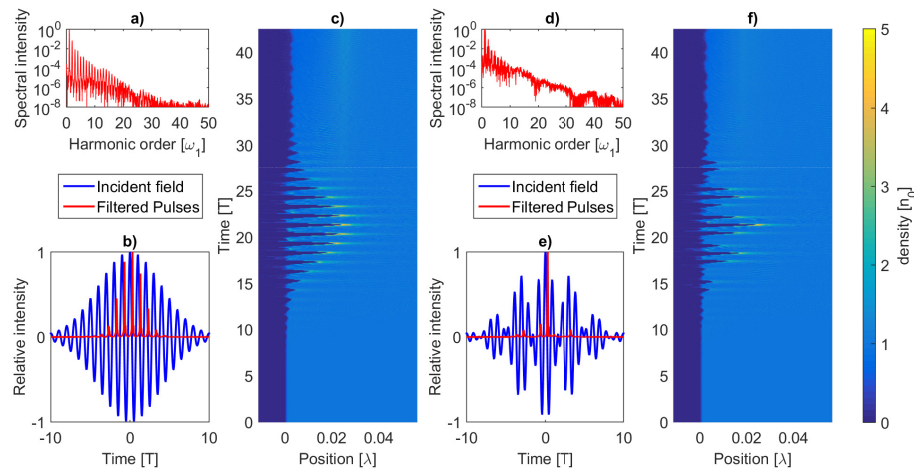 a)
Spectral intensity
10^0
10^-2
10^-4
10^-6
10^-8
0 10 20 30 40 50
Harmonic order [ω_1]
Incident field
Filtered Pulses
b)
Relative intensity
1
0
-1
-10 0 10
Time [T]
c)
Time [T]
40
35
30
25
20
15
10
5
0
0 0.02 0.04
Position [λ]
d)
Spectral intensity
10^0
10^-2
10^-4
10^-6
10^-8
0 10 20 30 40 50
Harmonic order [ω_1]
Incident field
Filtered Pulses
e)
Relative intensity
1
0
-1
-10 0 10
Time [T]
f)
Time [T]
40
35
30
25
20
15
10
5
0
0 0.02 0.04
Position [λ]
5
4
3
2
1
0
density [n_0]